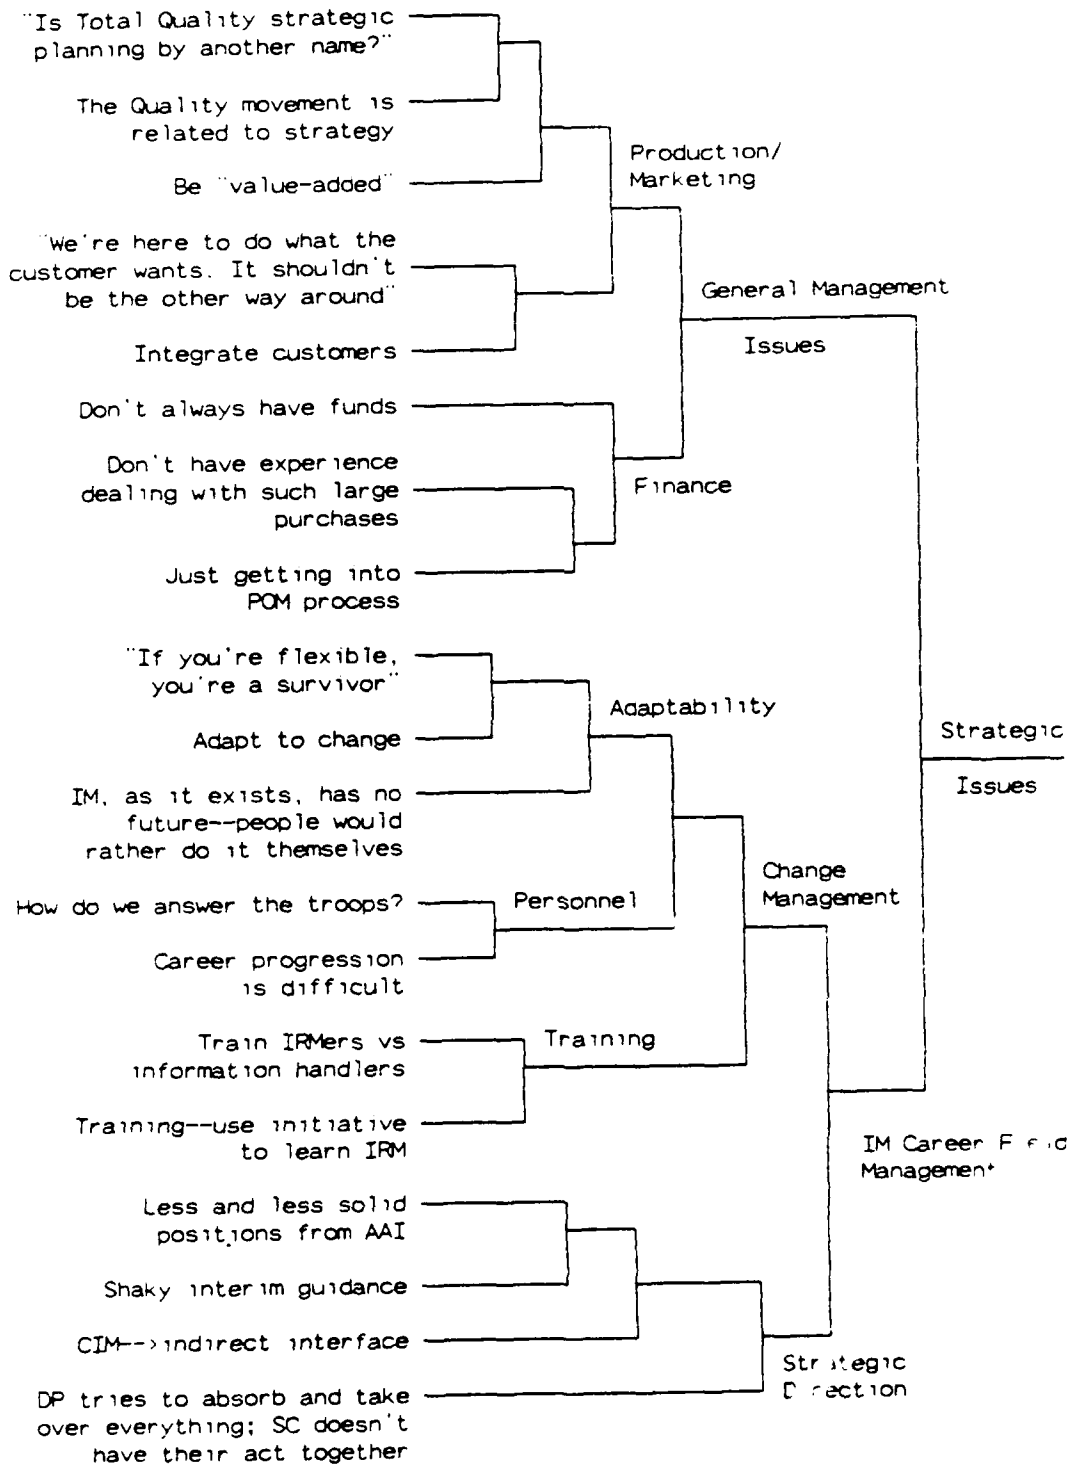 "Is Total Quality strategic
planning by another name?"
The Quality movement is
related to strategy
Be "value-added"
"We're here to do what the
customer wants. It shouldn't
be the other way around"
Integrate customers
Production/
Marketing
General Management
Issues
Don't always have funds
Don't have experience
dealing with such large
purchases
Just getting into
POM process
Finance
"If you're flexible,
you're a survivor"
Adapt to change
IM, as it exists, has no
future--people would
rather do it themselves
Adaptability
How do we answer the troops?
Career progression
is difficult
Personnel
Change
Management
Train IRMers vs
information handlers
Training--use initiative
to learn IRM
Training
Strategic
Issues
IM Career Field
Management
Less and less solid
positions from AAI
Shaky interim guidance
CIM-->indirect interface
DP tries to absorb and take
over everything; SC doesn't
have their act together
Strategic
Direction